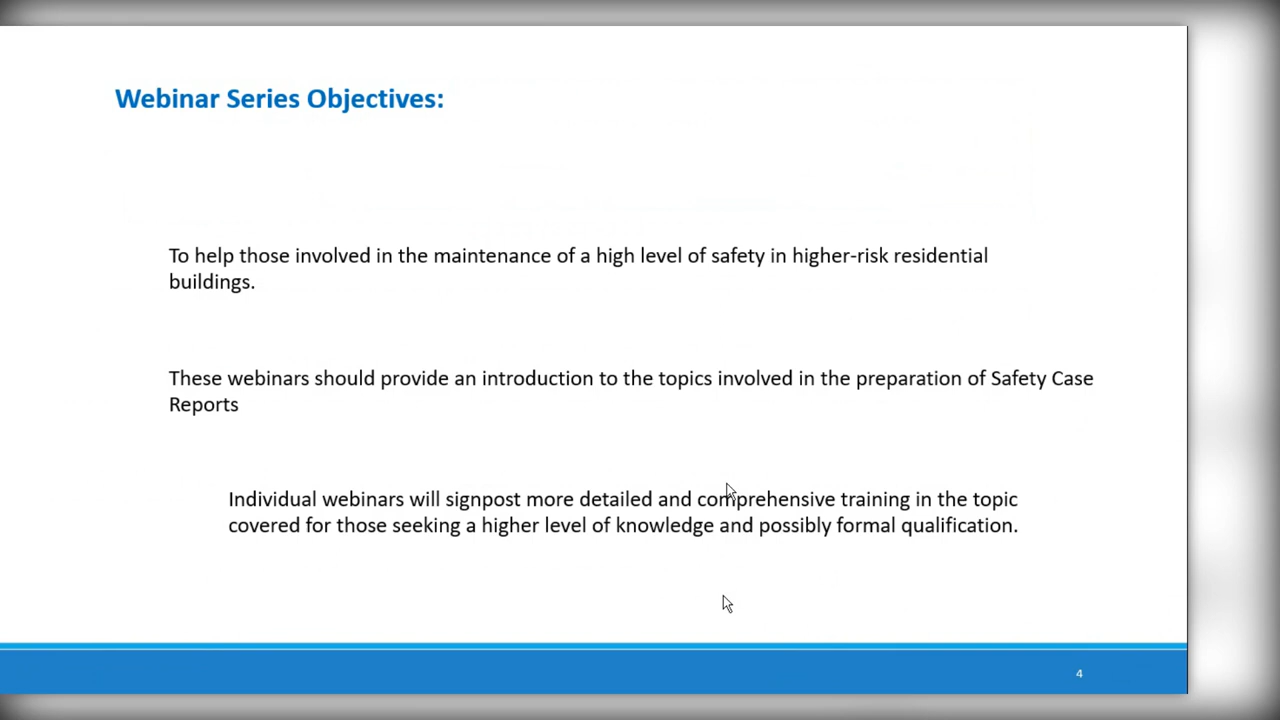 Webinar Series Objectives:
To help those involved in the maintenance of a high level of safety in higher-risk residential
buildings.
These webinars should provide an introduction to the topics involved in the preparation of Safety Case
Reports
Individual webinars will signpost more detailed and comprehensive training in the topic
covered for those seeking a higher level of knowledge and possibly formal qualification.
4